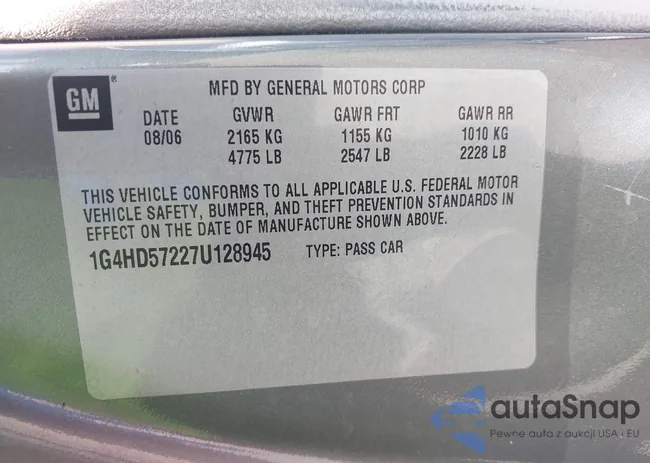 GM ®
MFD BY GENERAL MOTORS CORP
DATE GVWR GAWR FRT GAWR RR
08/06 2165 KG 1155 KG 1010 KG
4775 LB 2547 LB 2228 LB
THIS VEHICLE CONFORMS TO ALL APPLICABLE U.S. FEDERAL MOTOR
VEHICLE SAFETY, BUMPER, AND THEFT PREVENTION STANDARDS IN
EFFECT ON THE DATE OF MANUFACTURE SHOWN ABOVE.
1G4HD57227U128945 TYPE: PASS CAR
autaSnap
Pewne auta z aukcji USA i EU